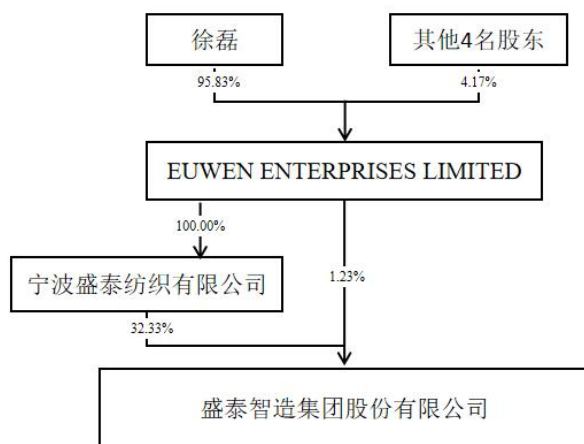 徐磊
其他4名股东
95.83%
4.17%
EUWEN ENTERPRISES LIMITED
100.00%
宁波盛泰纺织有限公司
1.23%
32.33%
盛泰智造集团股份有限公司